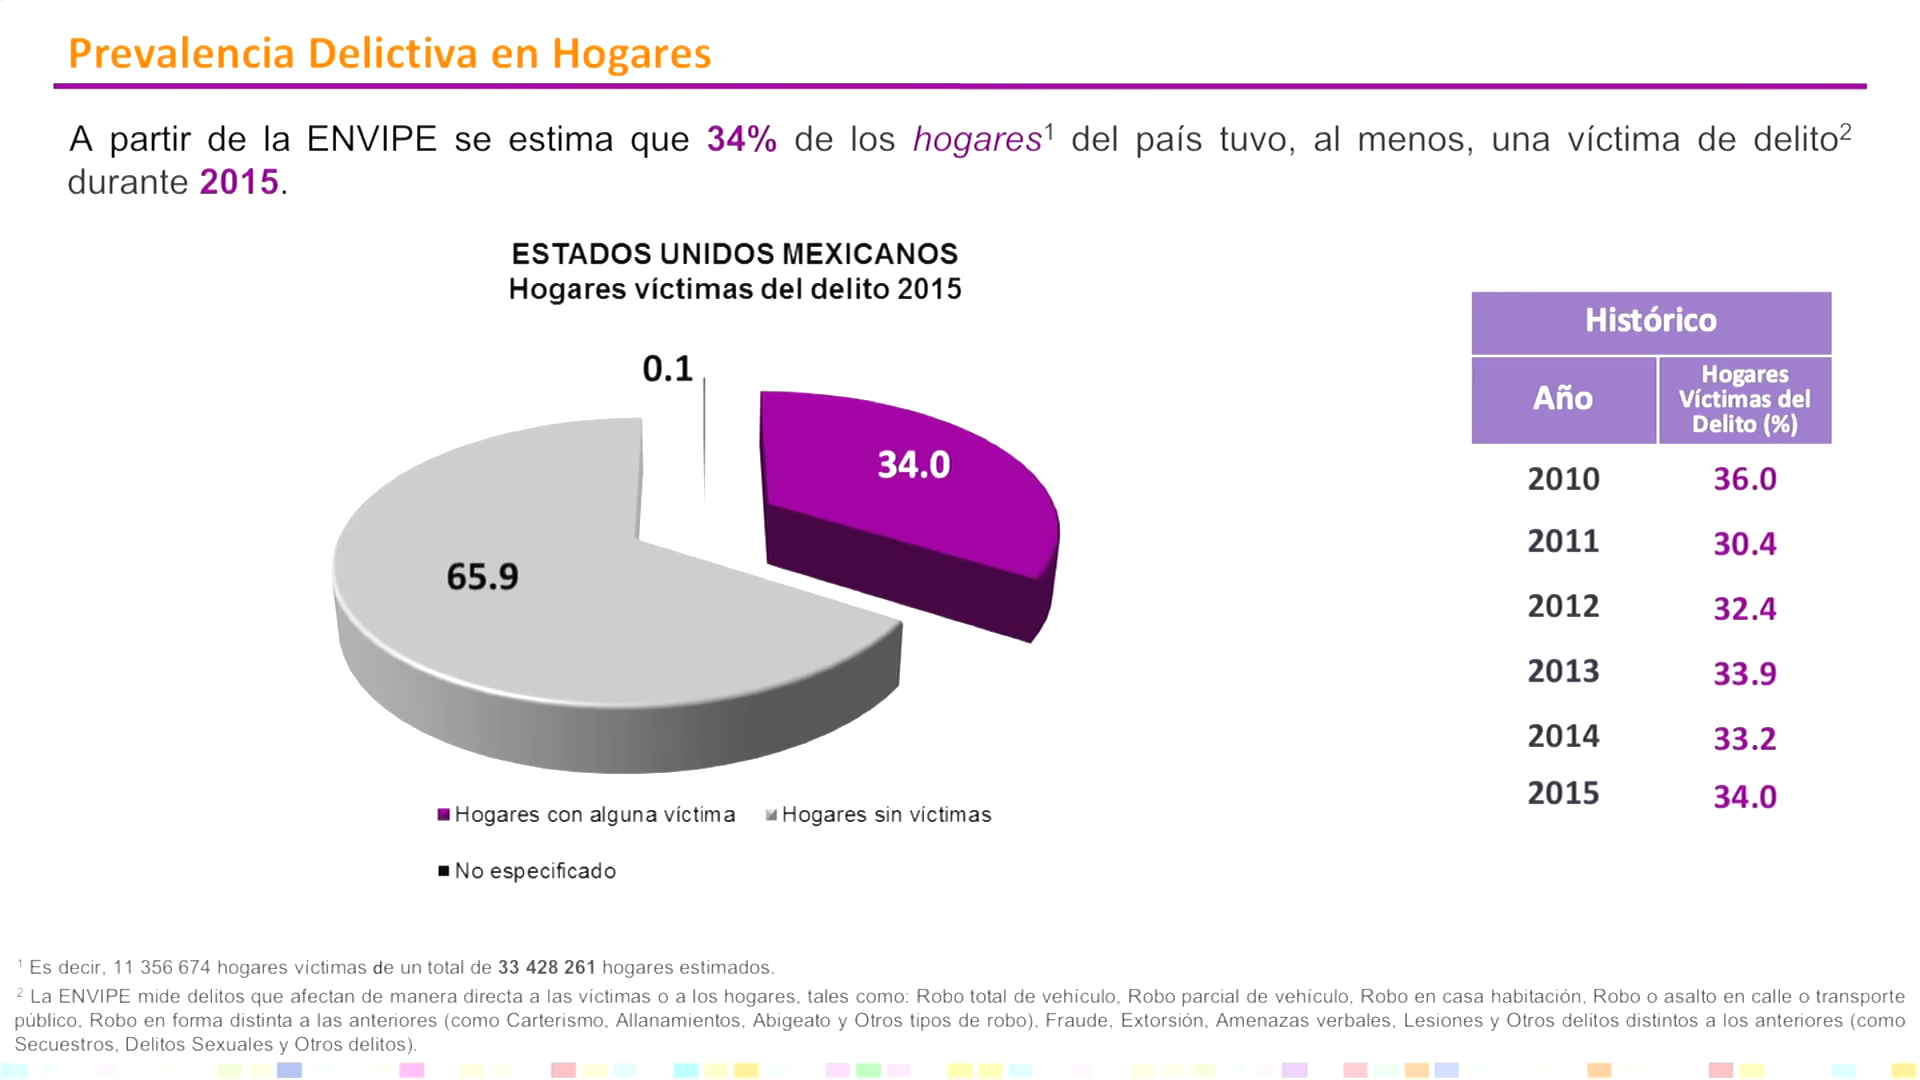 Prevalencia Delictiva en Hogares
A partir de la ENVIPE se estima que 34% de los hogares¹ del país tuvo, al menos, una víctima de delito²
durante 2015.
ESTADOS UNIDOS MEXICANOS
Hogares víctimas del delito 2015
0.1
34.0
65.9
Hogares con alguna víctima
Hogares sin víctimas
No especificado
Histórico
Año
Hogares
Víctimas del
Delito (%)
2010 36.0
2011 30.4
2012 32.4
2013 33.9
2014 33.2
2015 34.0
¹ Es decir, 11 356 674 hogares víctimas de un total de 33 428 261 hogares estimados.
² La ENVIPE mide delitos que afectan de manera directa a las víctimas o a los hogares, tales como: Robo total de vehículo, Robo parcial de vehículo, Robo en casa habitación, Robo o asalto en calle o transporte
público, Robo en forma distinta a las anteriores (como Carterismo, Allanamientos, Abigeato y Otros tipos de robo), Fraude, Extorsión, Amenazas verbales, Lesiones y Otros delitos distintos a los anteriores (como
Secuestros, Delitos Sexuales y Otros delitos).